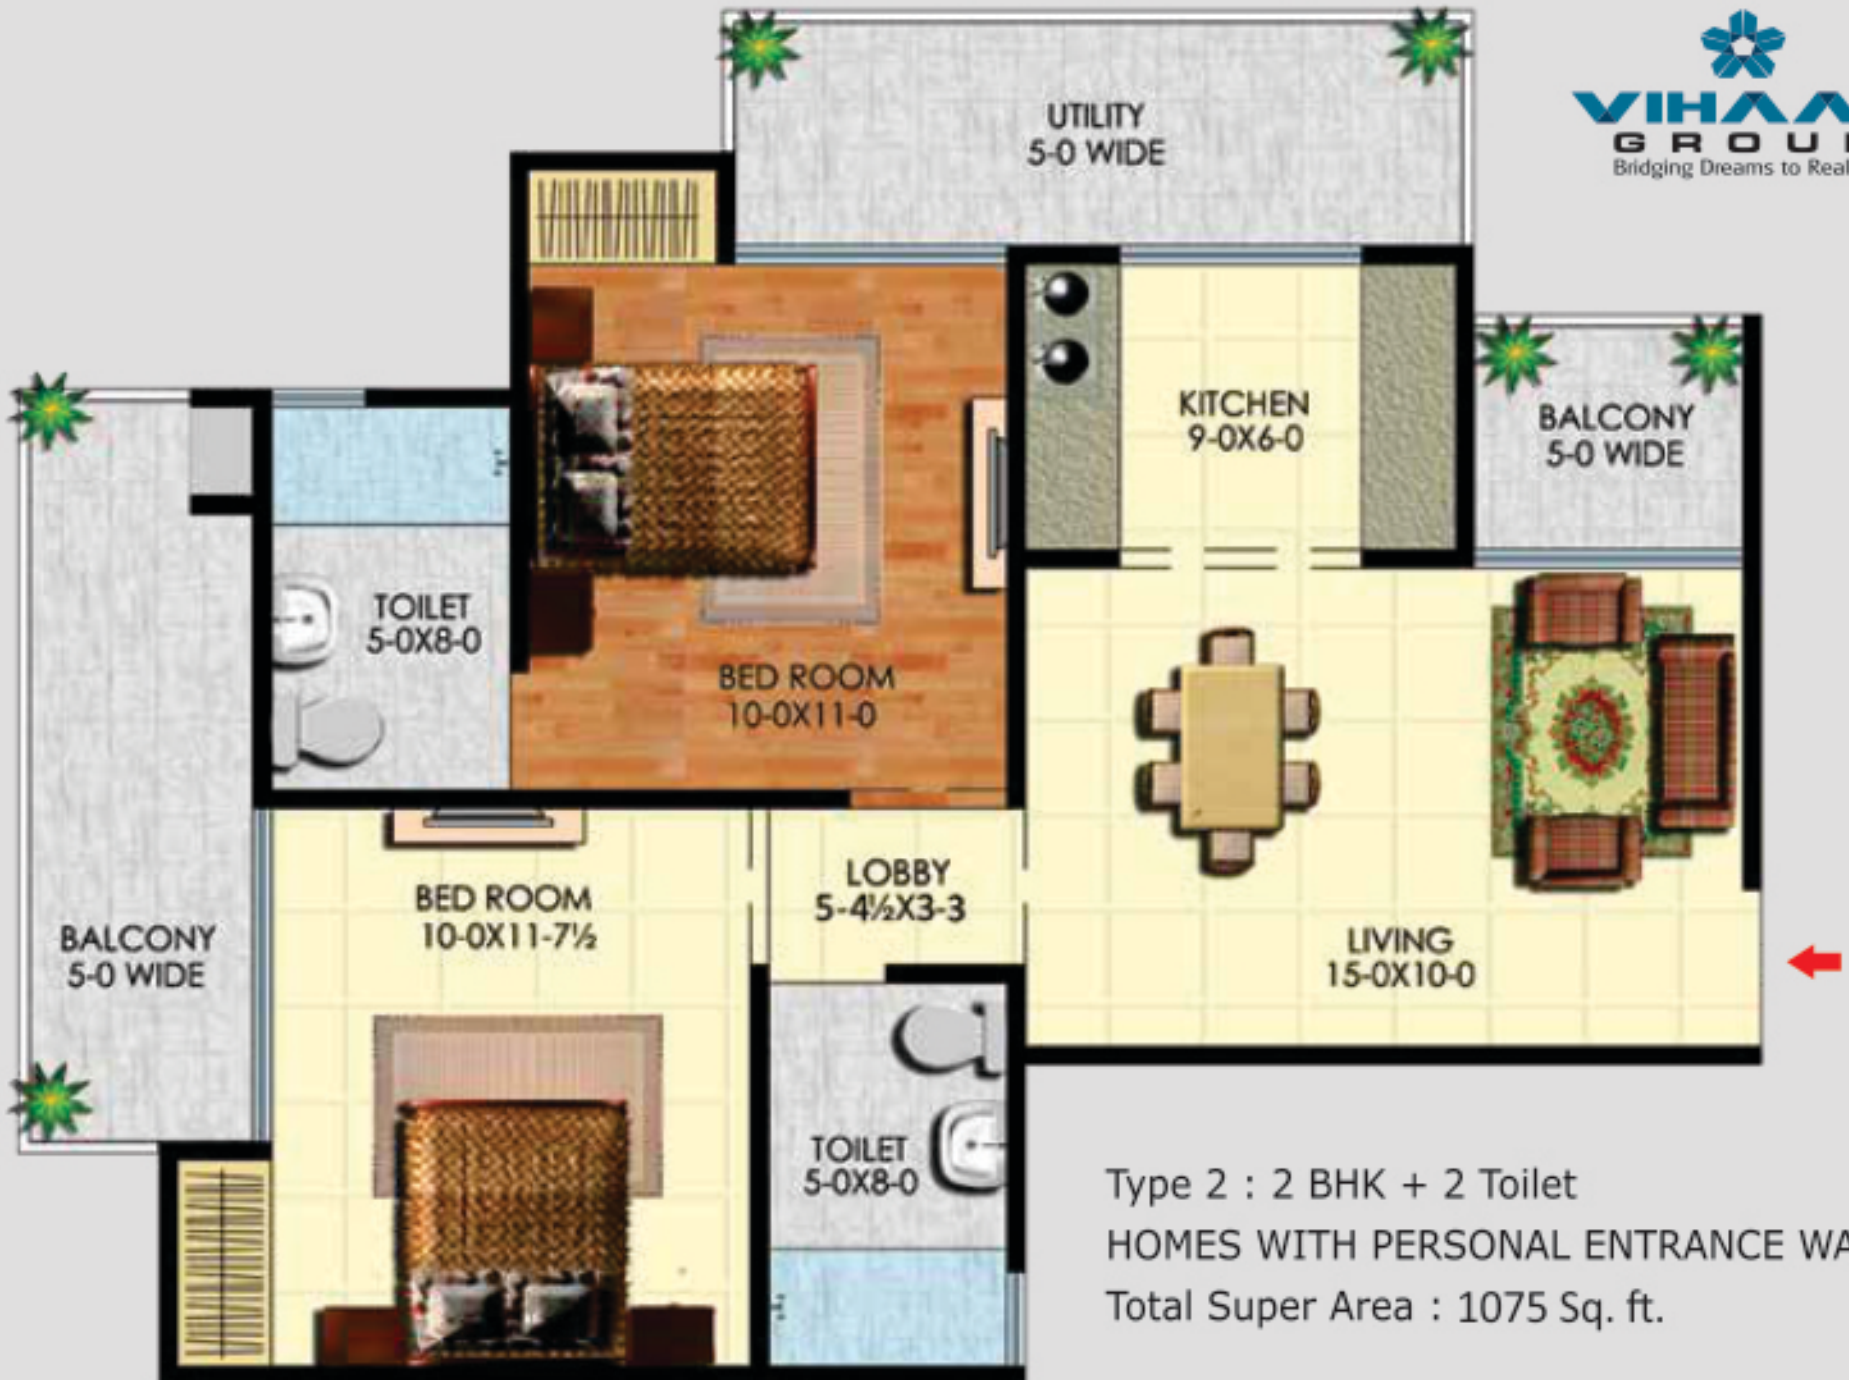 UTILITY
5-0 WIDE
VIHAA
GROU
Bridging Dreams to Real
KITCHEN
9-0X6-0
BALCONY
5-0 WIDE
TOILET
5-0X8-0
BED ROOM
10-0X11-0
BED ROOM
10-0X11-7½
LOBBY
5-4½X3-3
BALCONY
5-0 WIDE
LIVING
15-0X10-0
TOILET
5-0X8-0
Type 2 : 2 BHK + 2 Toilet
HOMES WITH PERSONAL ENTRANCE WA
Total Super Area : 1075 Sq. ft.